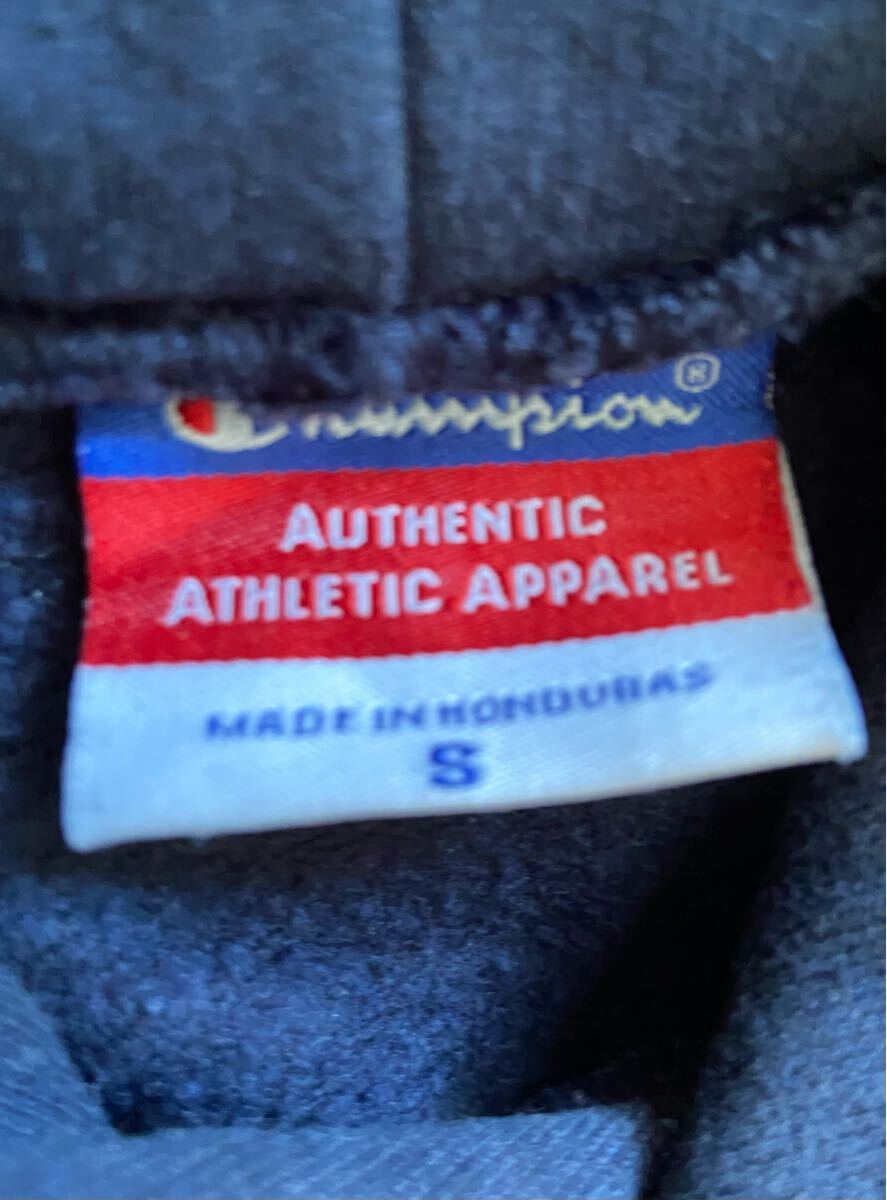 Champion®
AUTHENTIC
ATHLETIC APPAREL
MADE IN HONDURAS
S